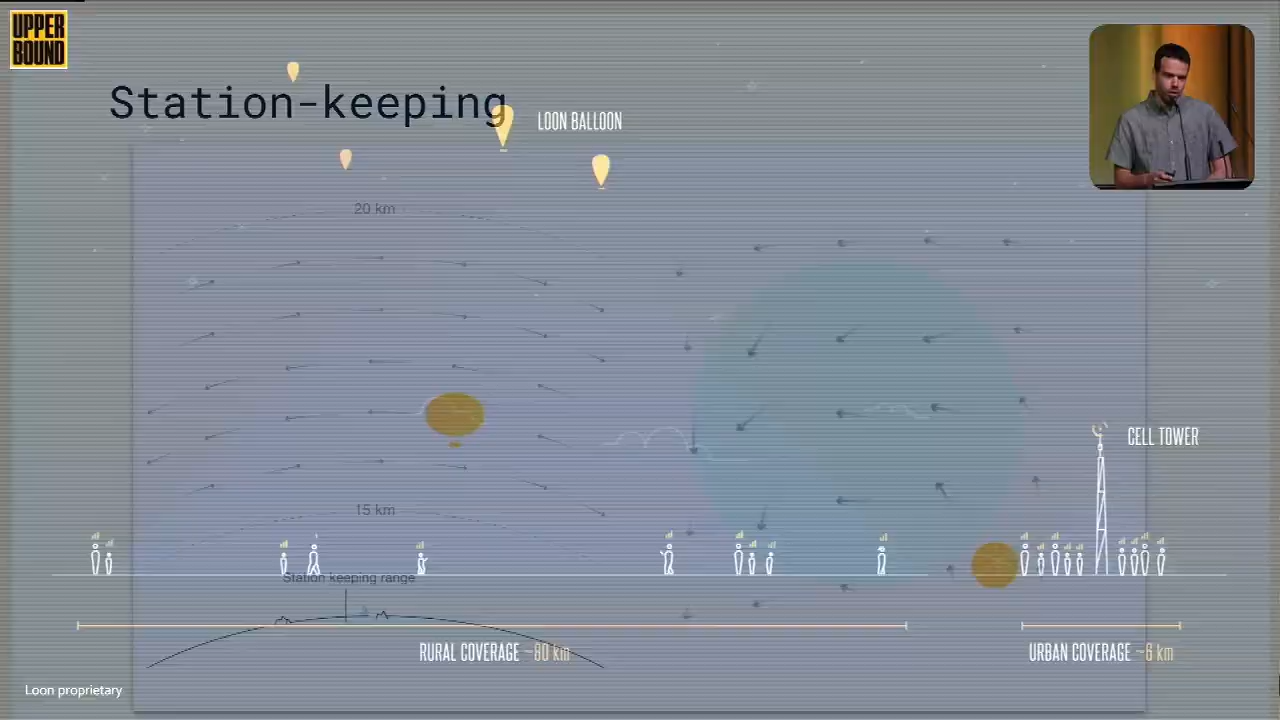 UPPER
BOUND
Station-keeping
LOON BALLOON
20 km
CELL TOWER
15 km
Station keeping range
RURAL COVERAGE ~80 km
URBAN COVERAGE ~6 km
Loon proprietary